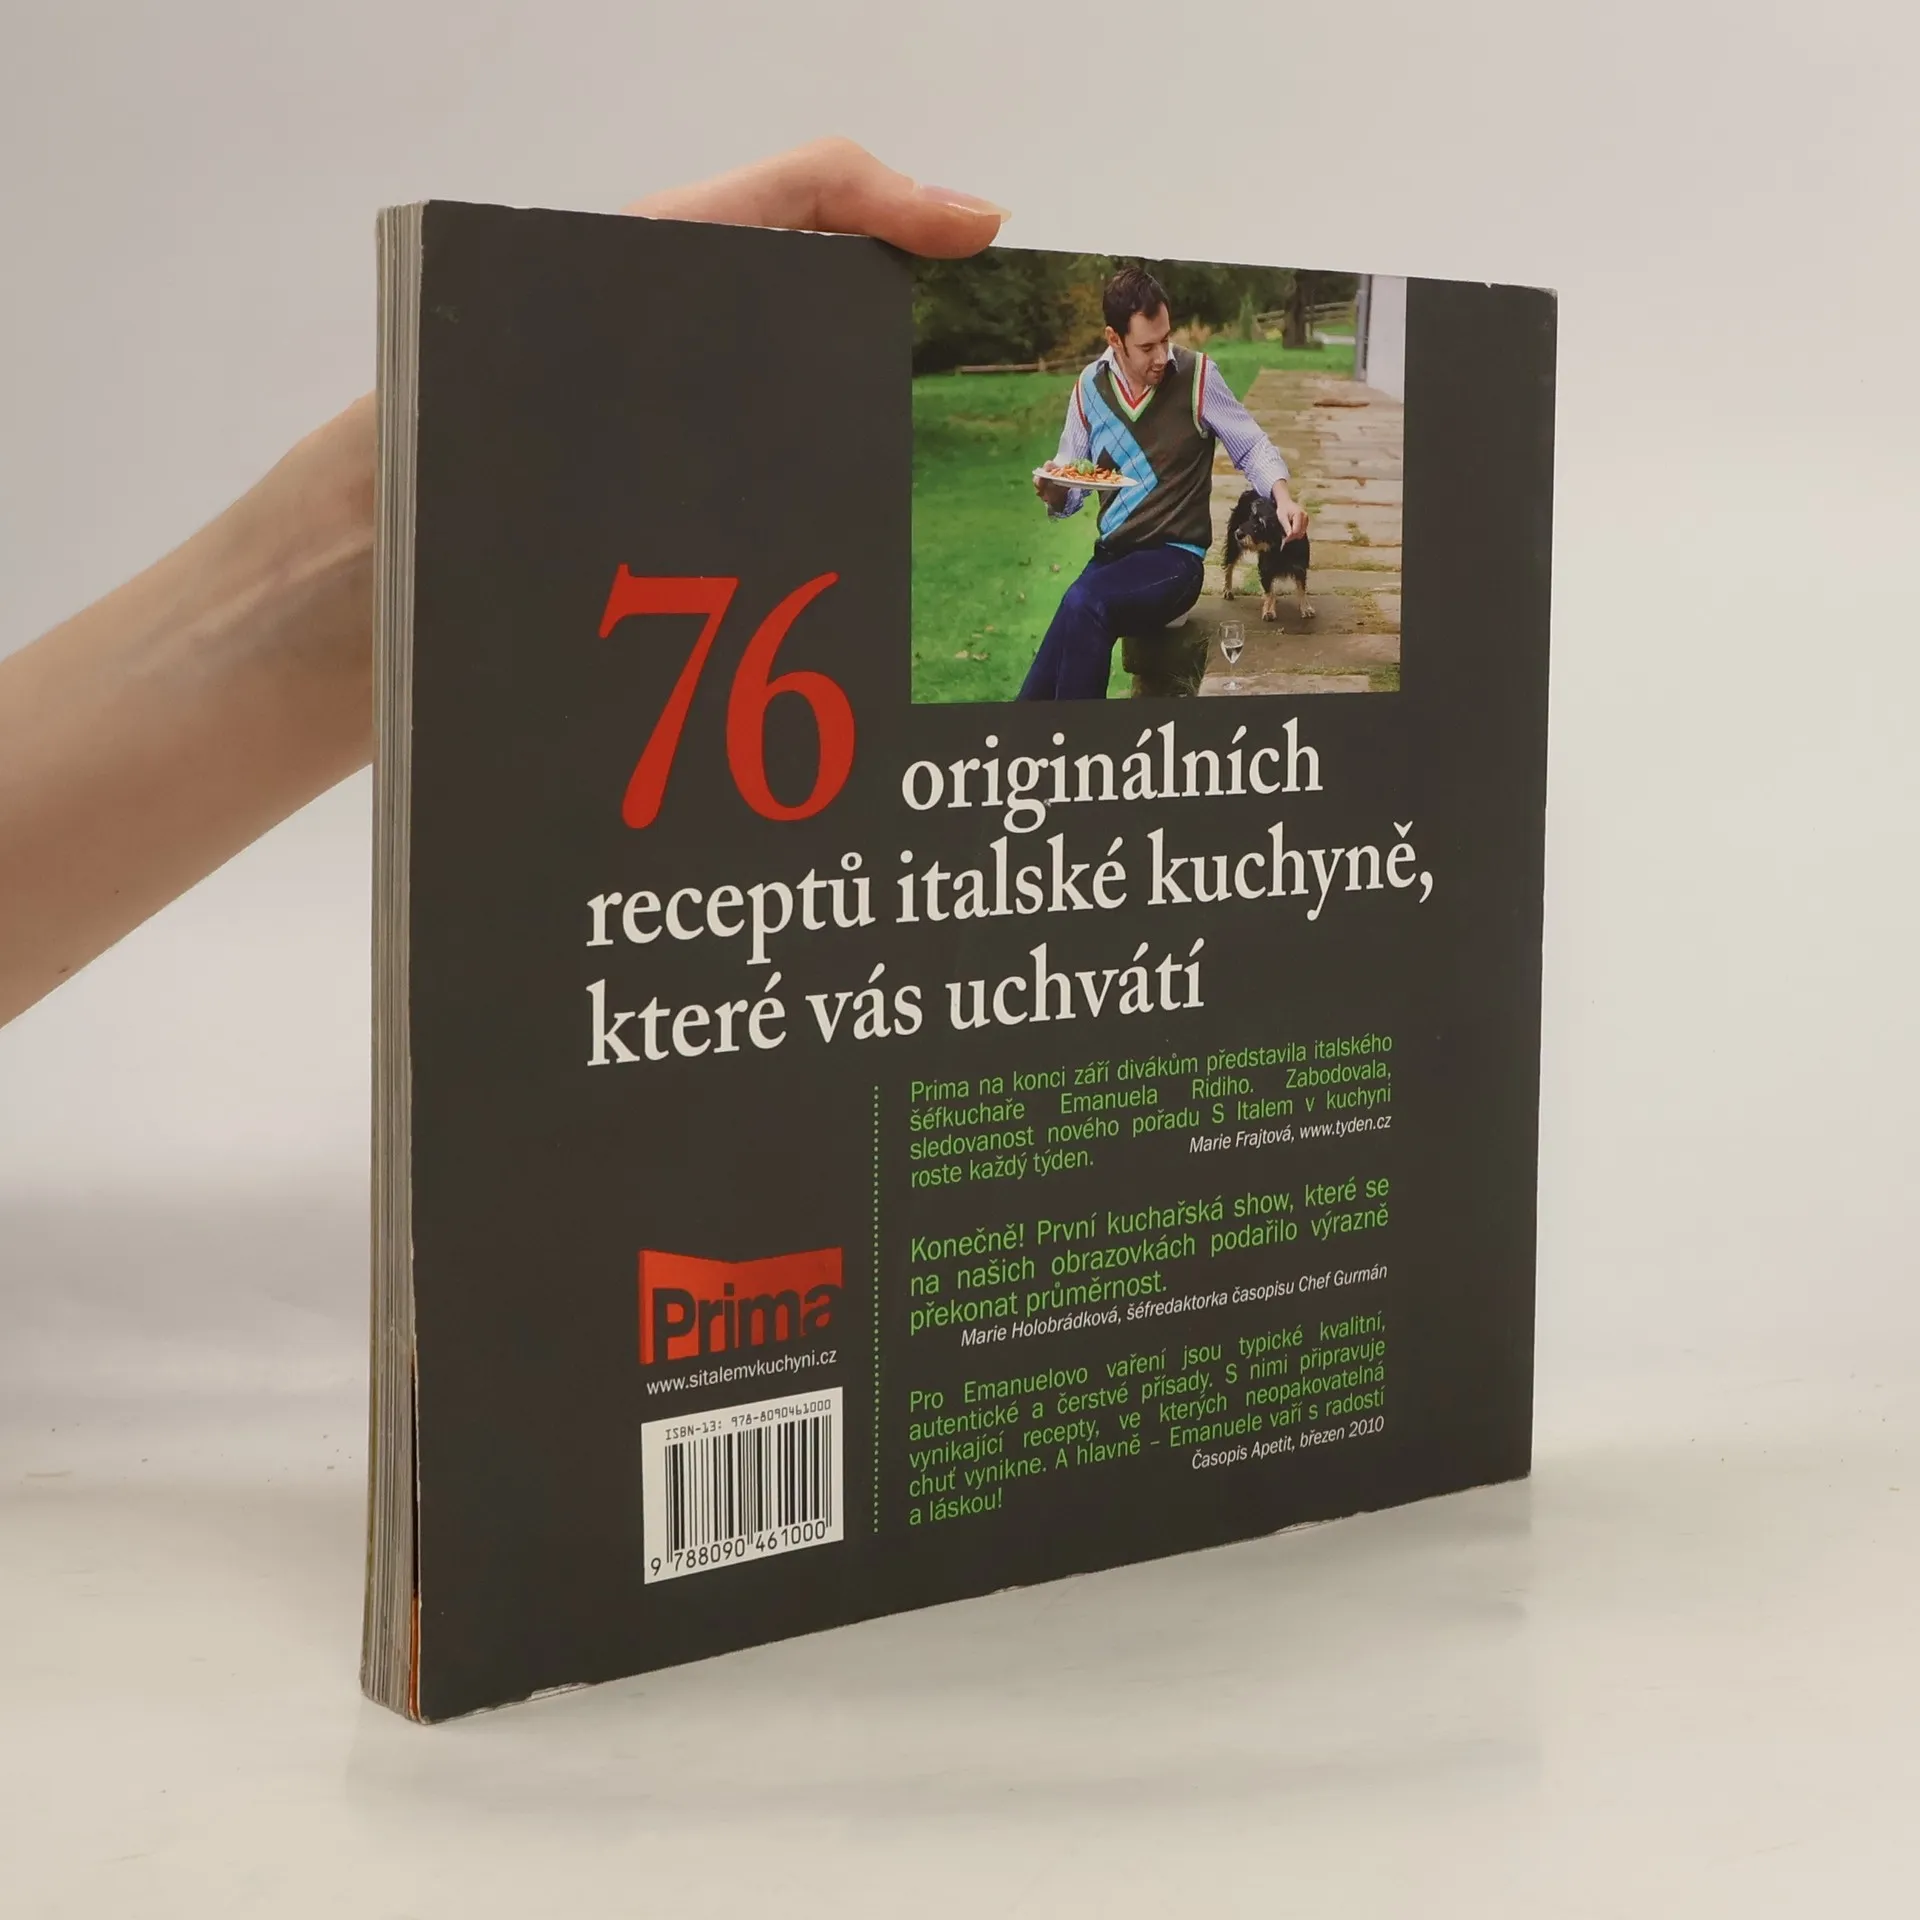 76 originálních
receptů italské kuchyně,
které vás uchvátí
Prima na konci září divákům představila italského
šéfkuchaře Emanuela Ridiho. Zabodovala,
sledovanost nového pořadu S Italem v kuchyni
roste každý týden.
Marie Frajtová, www.tyden.cz
Konečně! První kuchařská show, které se
na našich obrazovkách podařilo výrazně
překonat průměrnost.
Marie Holobrádková, šéfredaktorka časopisu Chef Gurmán
Pro Emanuelovo vaření jsou typické kvalitní,
autentické a čerstvé přísady. S nimi připravuje
vynikající recepty, ve kterých neopakovatelná
chuť vynikne. A hlavně – Emanuele vaří s radostí
a láskou!
Časopis Apetit, březen 2010
Prima
www.sitalemvkuchyni.cz
ISBN-13: 978-8090461000
9 788090 461000